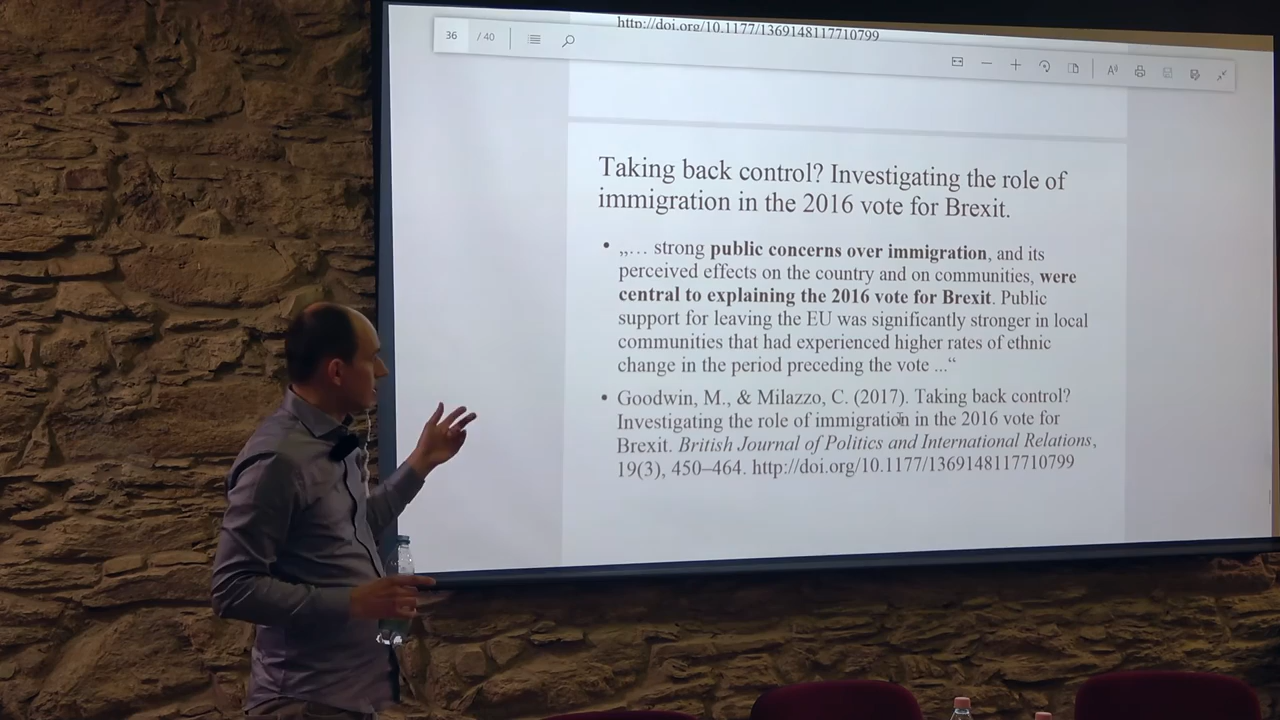 http://doi.org/10.1177/1369148117710799
36 / 40
Taking back control? Investigating the role of
immigration in the 2016 vote for Brexit.
• „… strong public concerns over immigration, and its
perceived effects on the country and on communities, were
central to explaining the 2016 vote for Brexit. Public
support for leaving the EU was significantly stronger in local
communities that had experienced higher rates of ethnic
change in the period preceding the vote ...“
• Goodwin, M., & Milazzo, C. (2017). Taking back control?
Investigating the role of immigration in the 2016 vote for
Brexit. British Journal of Politics and International Relations,
19(3), 450–464. http://doi.org/10.1177/1369148117710799